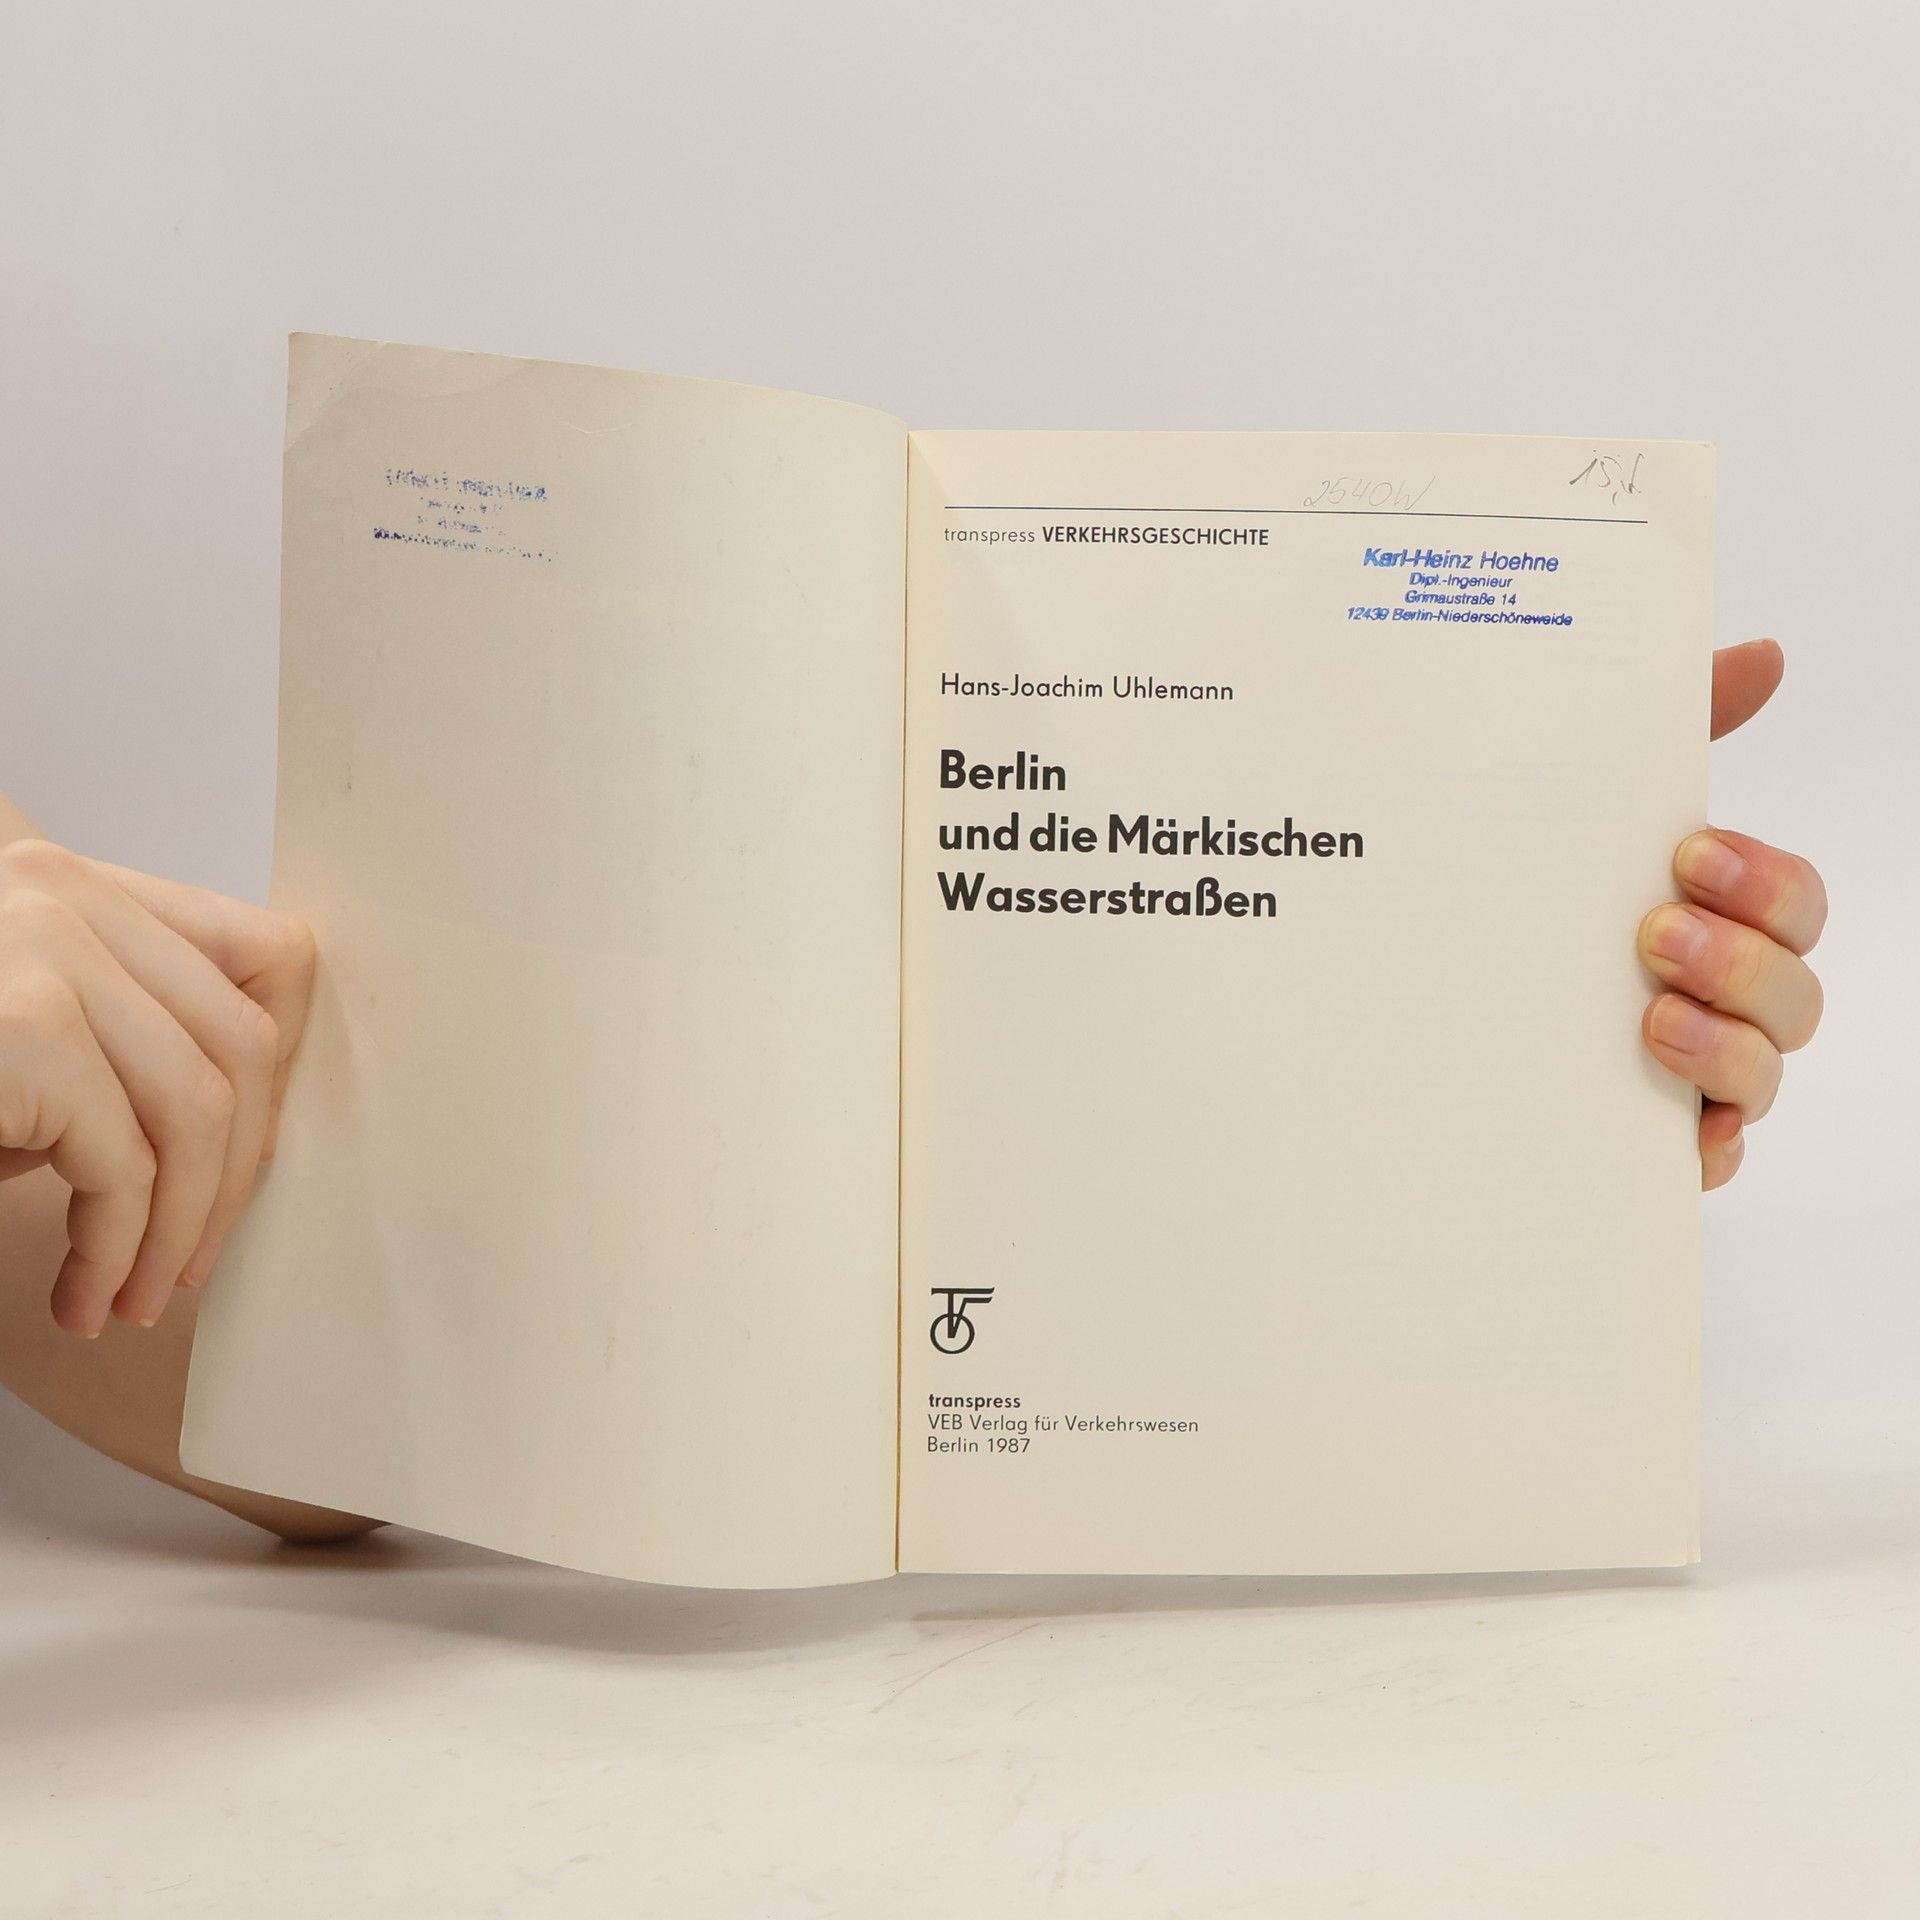 2540W
15,-
transpress VERKEHRSGESCHICHTE
Karl-Heinz Hoehne
Dipl.-Ingenieur
Grimaustraße 14
12439 Berlin-Niederschöneweide
Hans-Joachim Uhlemann
Berlin
und die Märkischen
Wasserstraßen
transpress
VEB Verlag für Verkehrswesen
Berlin 1987